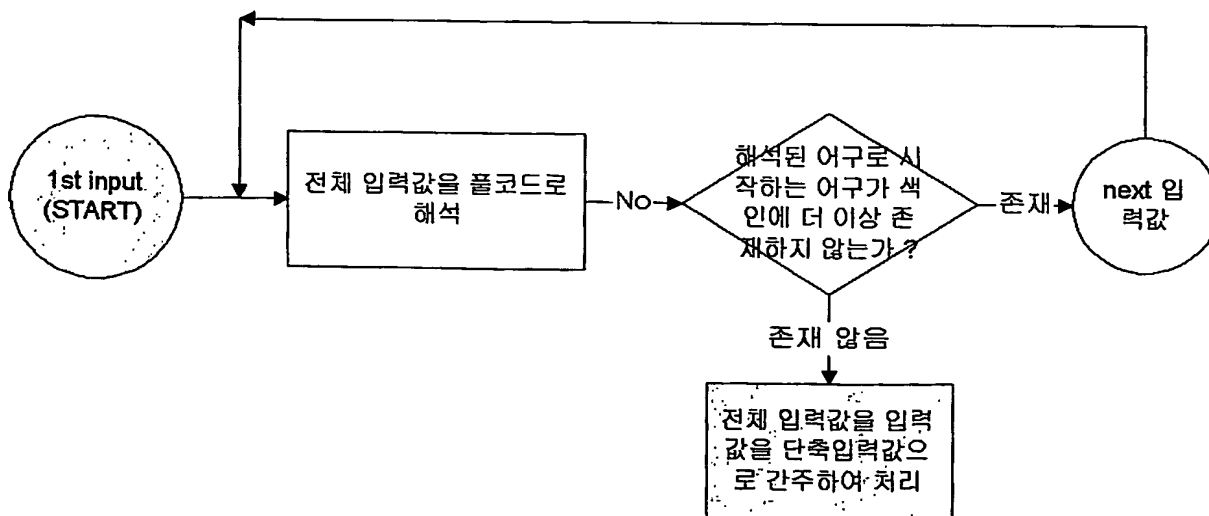 1st input
(START)
전체 입력값을 풀코드로
해석
No
해석된 어구로 시
작하는 어구가 색
인에 더 이상 존
재하지 않는가 ?
존재
next 입
력값
존재 않음
전체 입력값을 입력
값을 단축입력값으
로 간주하여 처리